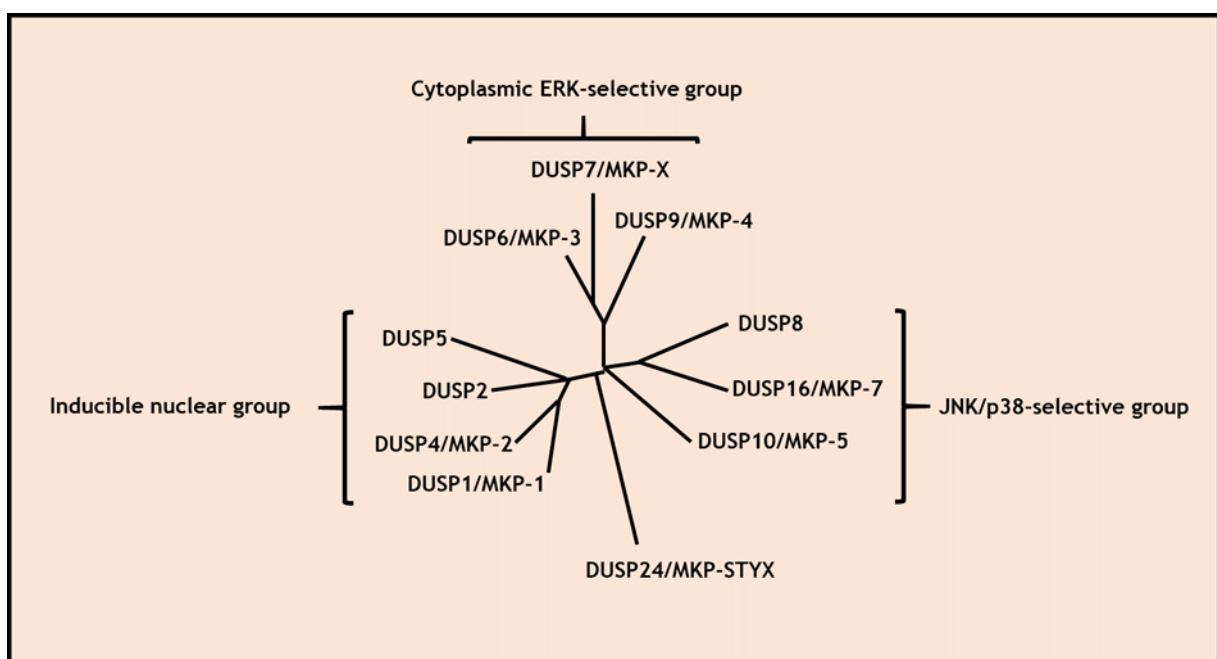 Cytoplasmic ERK-selective group
DUSP7/MKP-X
DUSP9/MKP-4
DUSP6/MKP-3
DUSP8
DUSP5
DUSP16/MKP-7
DUSP2
Inducible nuclear group
JNK/p38-selective group
DUSP10/MKP-5
DUSP4/MKP-2
DUSP1/MKP-1
DUSP24/MKP-STYX